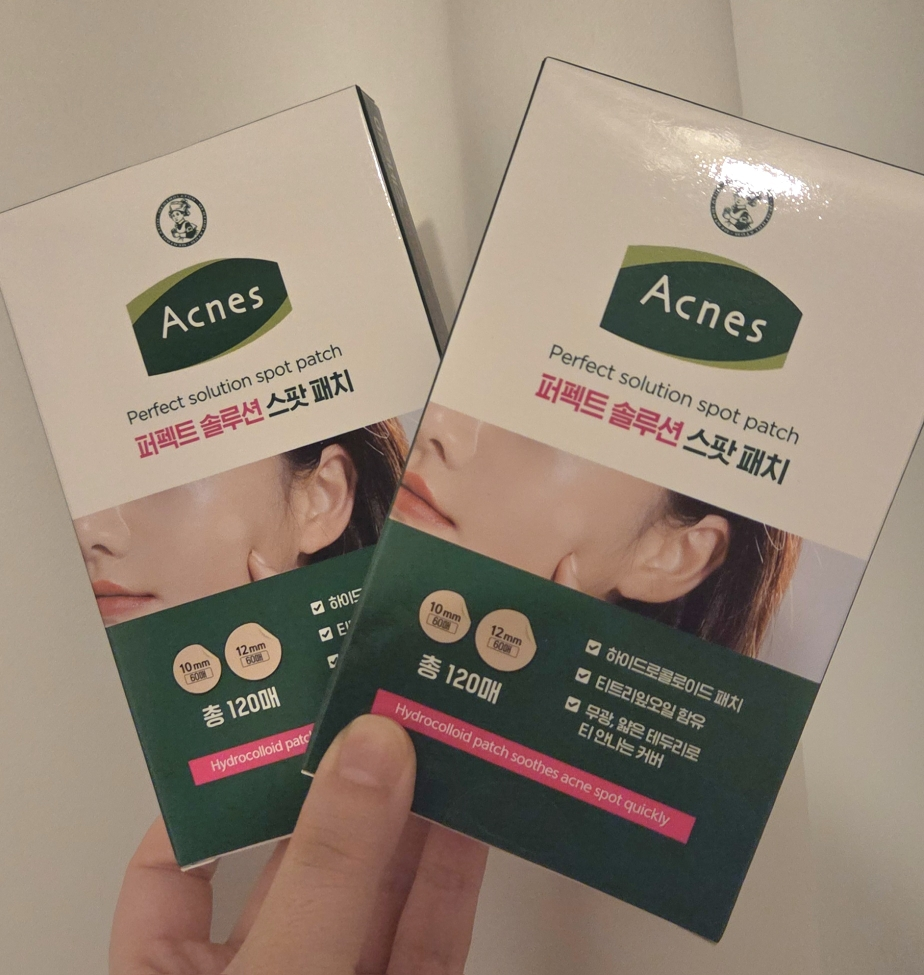 Acnes
Perfect solution spot patch
퍼펙트 솔루션 스팟 패치
10mm
60매
12mm
60매
총 120매
Hydrocolloid
Acnes
Perfect solution spot patch
퍼펙트 솔루션 스팟 패치
10mm
60매
12mm
60매
총 120매
하이드로콜로이드 패치
티트리잎오일 함유
무광, 얇은 테두리로
티 안나는 커버
Hydrocolloid patch soothes acne spot quickly